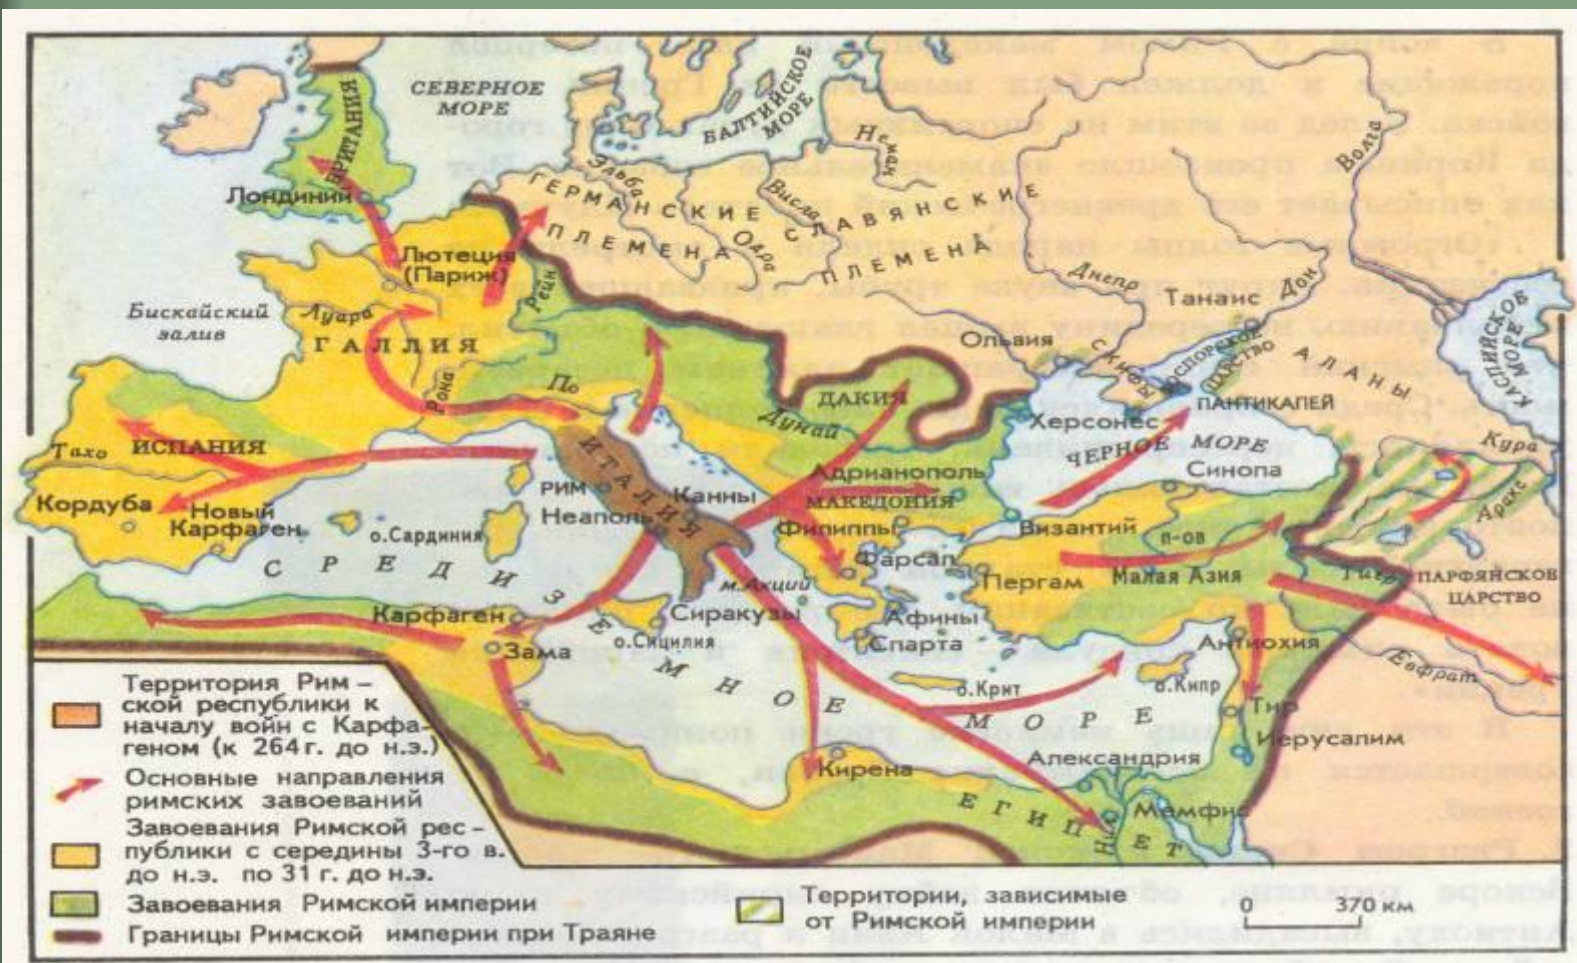 СЕВЕРНОЕ
МОРЕ
БАЛТИЙСКОЕ
МОРЕ
БРИТАНИЯ
Лондиний
Неман
Волга
Эльба
Висла
Одра
ГЕРМАНСКИЕ
ПЛЕМЕНА
СЛАВЯНСКИЕ
ПЛЕМЕНА
Лютеция
(Париж)
Рейн
Днепр
Дон
Танаис
Бискайский
залив
Луара
ГАЛЛИЯ
Ольвия
СКИФЫ
БОСПОРСКОЕ
ЦАРСТВО
АЛАНЫ
КАСПИЙСКОЕ
МОРЕ
Рона
По
ДАКИЯ
Дунай
ПАНТИКАПЕЙ
Херсонес
ЧЕРНОЕ МОРЕ
Синопа
Кура
Аракс
Тахо
ИСПАНИЯ
ИТАЛИЯ
РИМ
Канны
Неаполь
Адрианополь
МАКЕДОНИЯ
Кордуба
Новый
Карфаген
о.Сардиния
Филиппы
Византий
п-ов
Малая Азия
Фарсал
Пергам
Тигр
ПАРФЯНСКОЕ
ЦАРСТВО
м.Акций
Карфаген
Сиракузы
Афины
Спарта
Антиохия
Зама
о.Сицилия
СРЕДИЗЕМНОЕ
МОРЕ
о.Крит
о.Кипр
Евфрат
Тир
Иерусалим
Кирена
Александрия
Мемфис
ЕГИПЕТ
Территория Рим –
ской республики к
началу войн с Карфа-
геном (к 264 г. до н.э.)
Основные направления
римских завоеваний
Завоевания Римской рес –
публики с середины 3-го в.
до н.э. по 31 г. до н.э.
Завоевания Римской империи
Границы Римской империи при Траяне
Территории, зависимые
от Римской империи
0 370 км